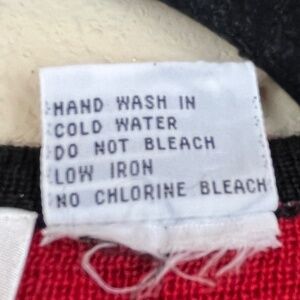 HAND WASH IN
COLD WATER
DO NOT BLEACH
LOW IRON
NO CHLORINE BLEACH